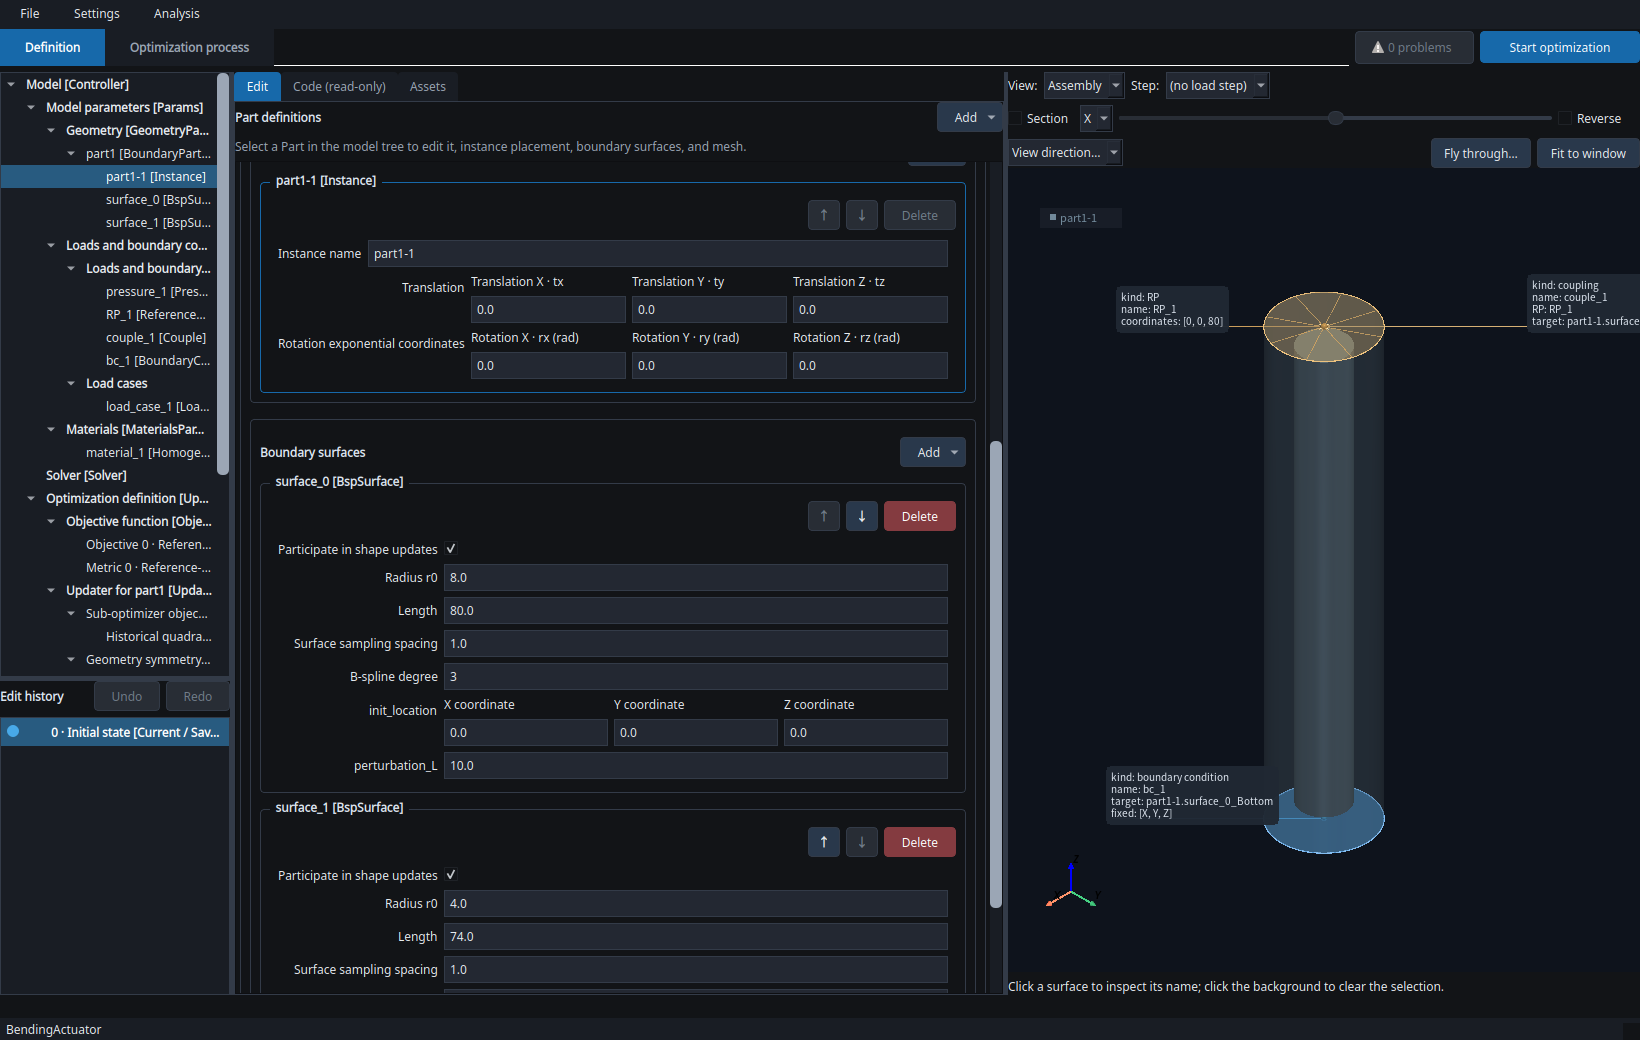 File Settings Analysis
Definition Optimization process 0 problems Start optimization
Model [Controller]
Model parameters [Params]
Geometry [GeometryPa...
part1 [BoundaryPart...
part1-1 [Instance]
surface_0 [BspSu...
surface_1 [BspSu...
Loads and boundary co...
Loads and boundary...
pressure_1 [Pres...
RP_1 [Reference...
couple_1 [Couple]
bc_1 [BoundaryC...
Load cases
load_case_1 [Loa...
Materials [MaterialsPar...
material_1 [Homoge...
Solver [Solver]
Optimization definition [Up...
Objective function [Obje...
Objective 0 · Referen...
Metric 0 · Reference-...
Updater for part1 [Upda...
Sub-optimizer objec...
Historical quadra...
Geometry symmetry...
Edit history Undo Redo
0 · Initial state [Current / Sav...
Edit Code (read-only) Assets
Part definitions Add
Select a Part in the model tree to edit it, instance placement, boundary surfaces, and mesh.
part1-1 [Instance]
↑ ↓ Delete
Instance name part1-1
Translation X · tx Translation Y · ty Translation Z · tz
Translation 0.0 0.0 0.0
Rotation X · rx (rad) Rotation Y · ry (rad) Rotation Z · rz (rad)
Rotation exponential coordinates 0.0 0.0 0.0
Boundary surfaces Add
surface_0 [BspSurface]
↑ ↓ Delete
Participate in shape updates ✓
Radius r0 8.0
Length 80.0
Surface sampling spacing 1.0
B-spline degree 3
X coordinate Y coordinate Z coordinate
init_location 0.0 0.0 0.0
perturbation_L 10.0
surface_1 [BspSurface]
↑ ↓ Delete
Participate in shape updates ✓
Radius r0 4.0
Length 74.0
Surface sampling spacing 1.0
View: Assembly Step: (no load step)
Section X Reverse
View direction... Fly through... Fit to window
part1-1
kind: RP
name: RP_1
coordinates: [0, 0, 80]
kind: coupling
name: couple_1
RP: RP_1
target: part1-1.surface
kind: boundary condition
name: bc_1
target: part1-1.surface_0_Bottom
fixed: [X, Y, Z]
Z
Y
Click a surface to inspect its name; click the background to clear the selection.
BendingActuator